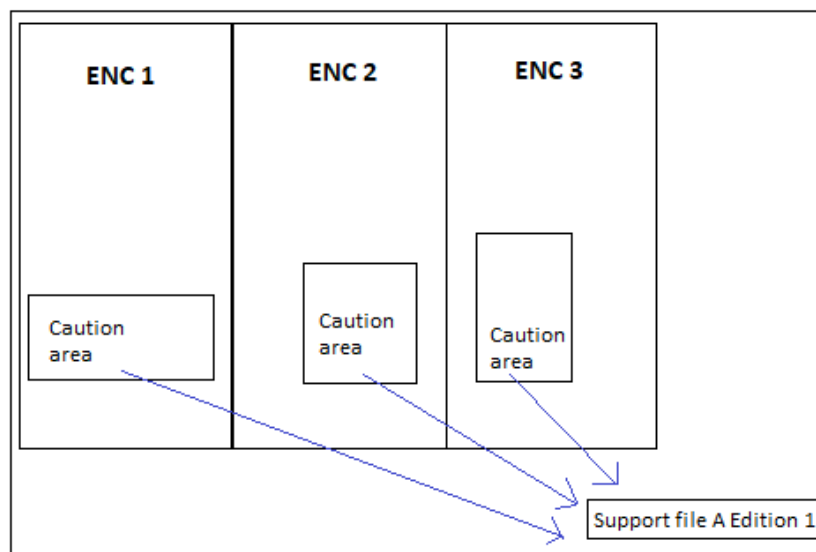 ENC 1
ENC 2
ENC 3
Caution
area
Caution
area
Caution
area
Support file A Edition 1